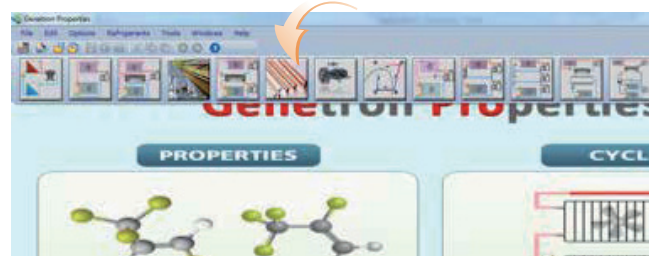 Genetron Properties
File Edit Options Refrigerants Tools Windows Help
Genetron Properties
PROPERTIES
CYCL